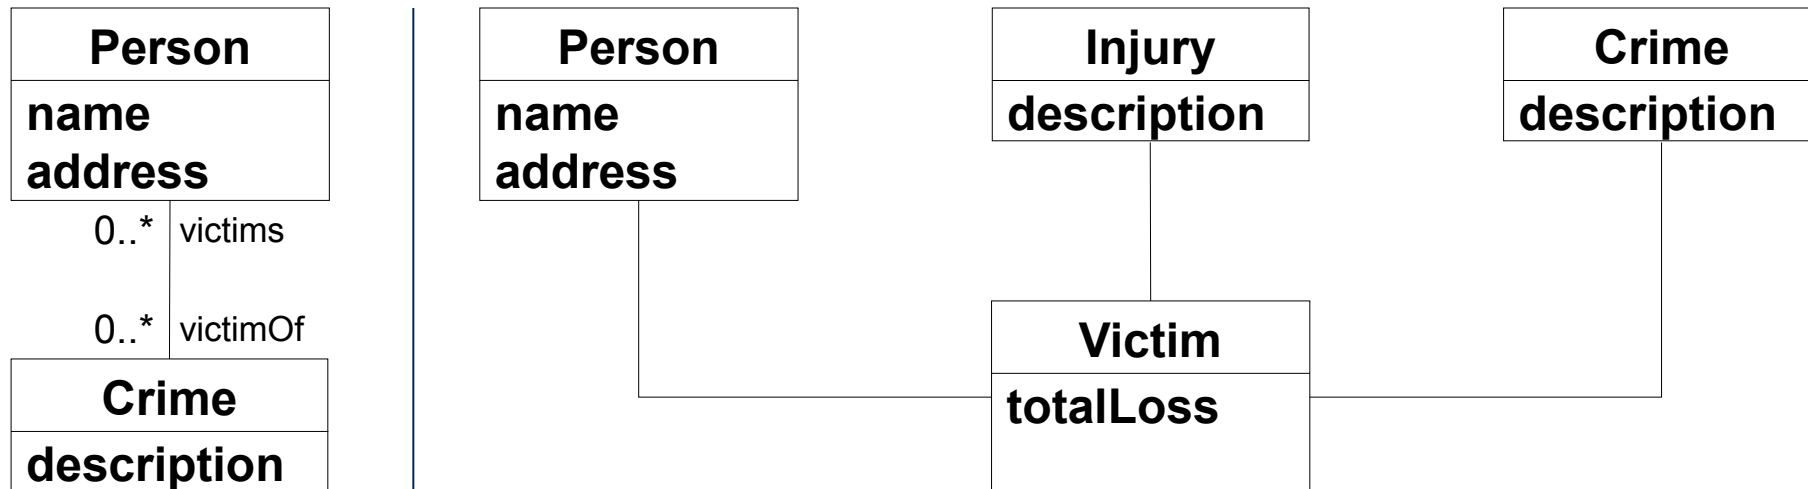 Person
name
address
0..* victims
0..* victimOf
Crime
description
Person
name
address
Injury
description
Crime
description
Victim
totalLoss